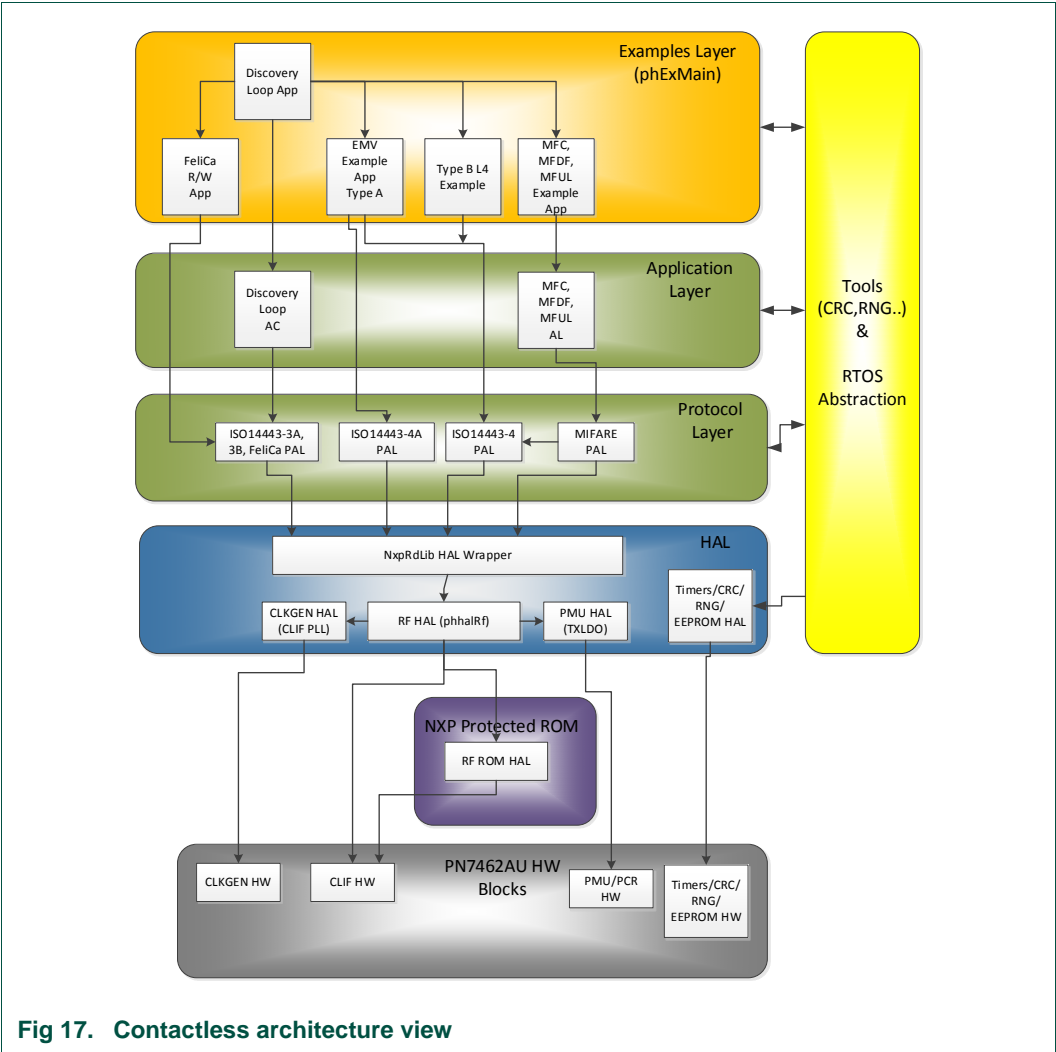 Examples Layer
(phExMain)
Discovery
Loop App
FeliCa
R/W
App
EMV
Example
App
Type A
Type B L4
Example
MFC,
MFDF,
MFUL
Example
App
Application
Layer
Discovery
Loop
AC
MFC,
MFDF,
MFUL
AL
Tools
(CRC,RNG..)
&
RTOS
Abstraction
Protocol
Layer
ISO14443-3A,
3B, FeliCa PAL
ISO14443-4A
PAL
ISO14443-4
PAL
MIFARE
PAL
HAL
NxpRdLib HAL Wrapper
CLKGEN HAL
(CLIF PLL)
RF HAL (phhalRf)
PMU HAL
(TXLDO)
Timers/CRC/
RNG/
EEPROM HAL
NXP Protected ROM
RF ROM HAL
PN7462AU HW
Blocks
CLKGEN HW
CLIF HW
PMU/PCR
HW
Timers/CRC/
RNG/
EEPROM HW
Fig 17. Contactless architecture view